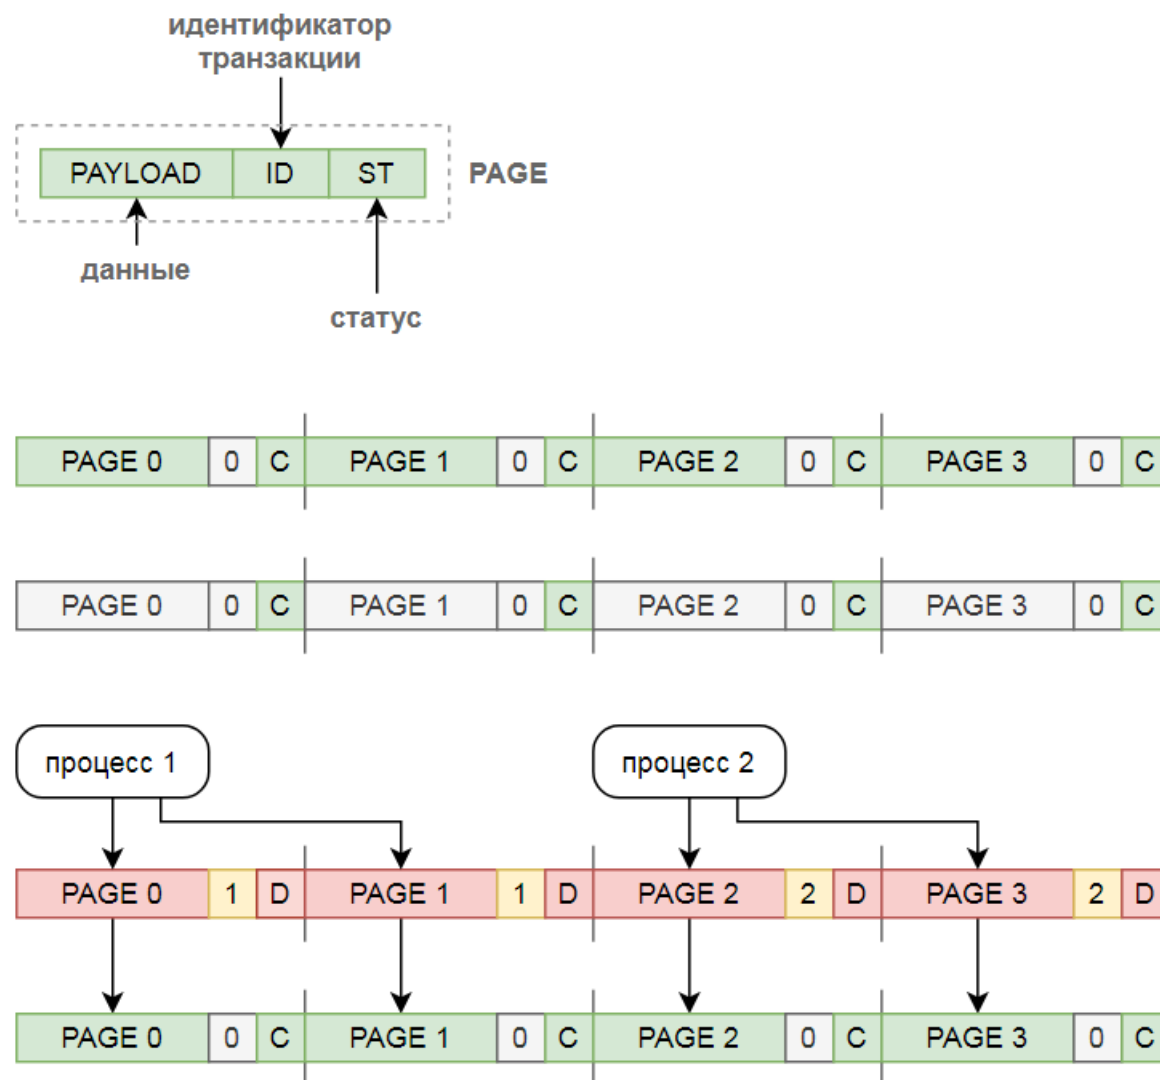 идентификатор
транзакции
PAYLOAD ID ST PAGE
данные
статус
PAGE 0 0 C PAGE 1 0 C PAGE 2 0 C PAGE 3 0 C
PAGE 0 0 C PAGE 1 0 C PAGE 2 0 C PAGE 3 0 C
процесс 1 процесс 2
PAGE 0 1 D PAGE 1 1 D PAGE 2 2 D PAGE 3 2 D
PAGE 0 0 C PAGE 1 0 C PAGE 2 0 C PAGE 3 0 C